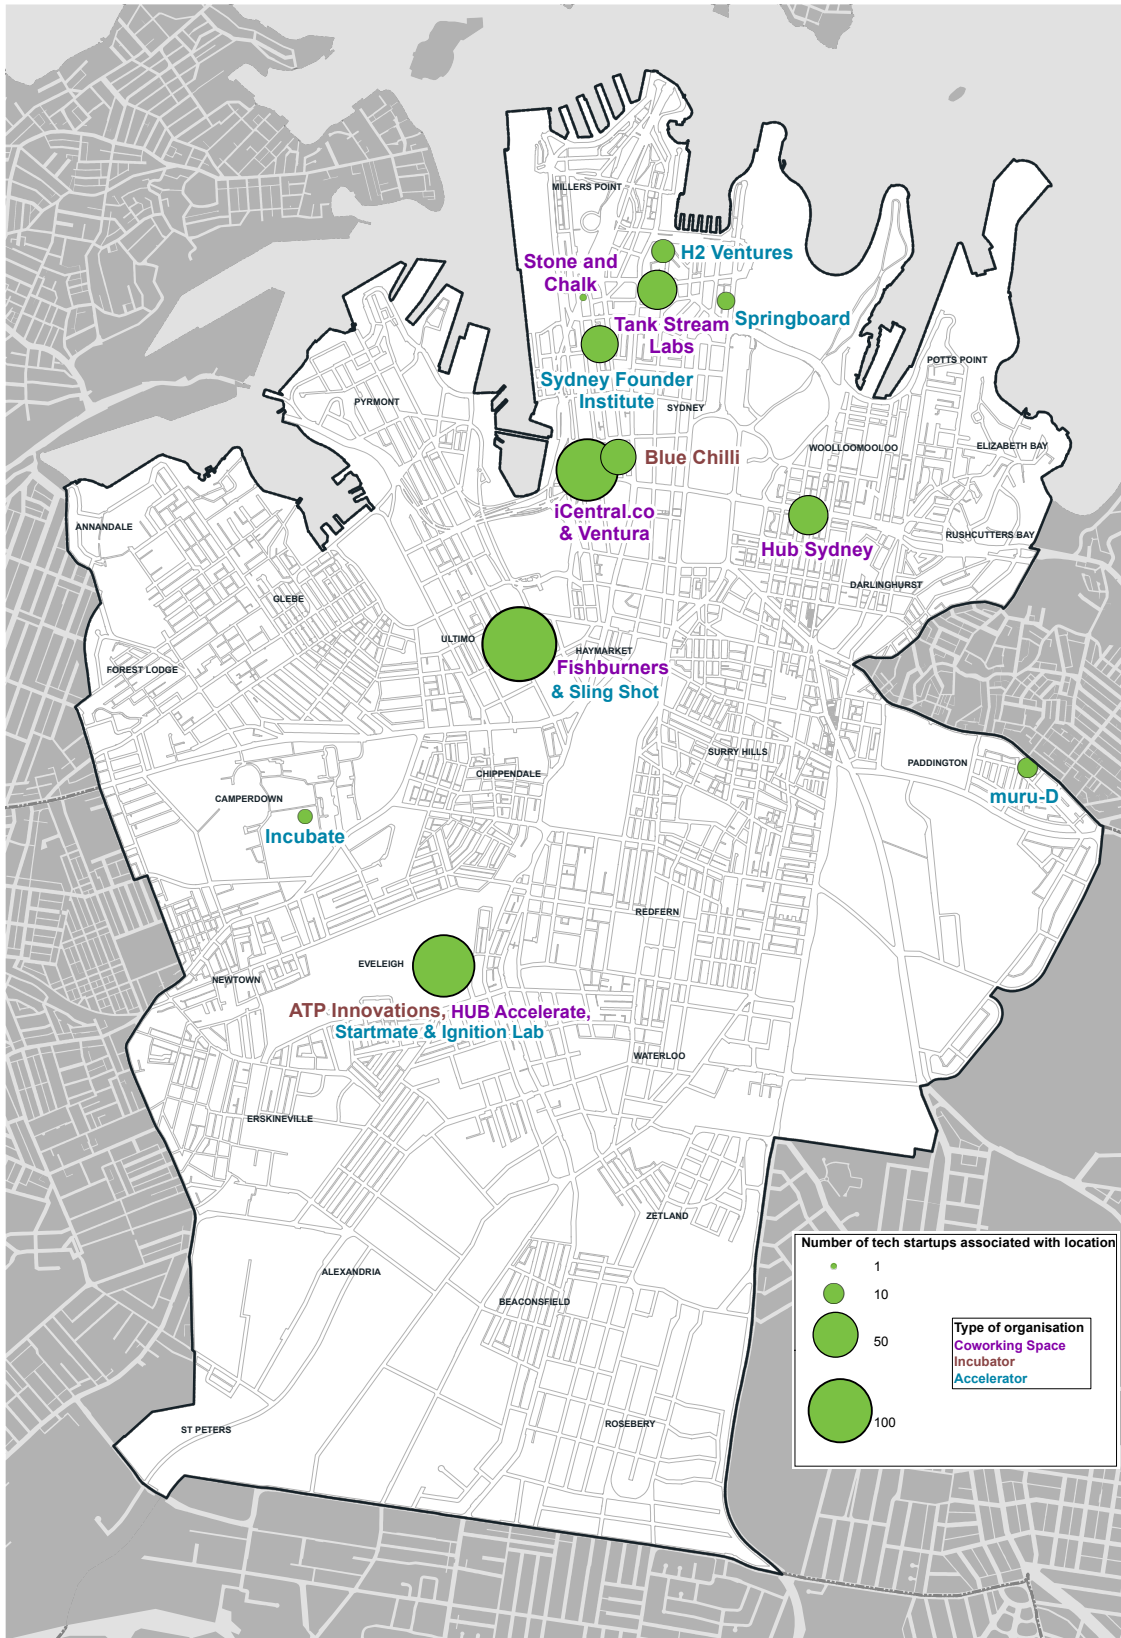 MILLERS POINT
H2 Ventures
Stone and
Chalk
Springboard
Tank Stream
Labs
POTTS POINT
Sydney Founder
Institute
PYRMONT
SYDNEY
WOOLLOOMOOLOO
ELIZABETH BAY
Blue Chilli
iCentral.co
& Ventura
ANNANDALE
RUSHCUTTERS BAY
Hub Sydney
DARLINGHURST
GLEBE
ULTIMO
HAYMARKET
FOREST LODGE
Fishburners
& Sling Shot
SURRY HILLS
PADDINGTON
CHIPPENDALE
muru-D
CAMPERDOWN
Incubate
REDFERN
EVELEIGH
NEWTOWN
ATP Innovations, HUB Accelerate,
Startmate & Ignition Lab
WATERLOO
ERSKINEVILLE
ZETLAND
ALEXANDRIA
BEACONSFIELD
ROSEBERY
ST PETERS
Number of tech startups associated with location
1
10
50
100
Type of organisation
Coworking Space
Incubator
Accelerator